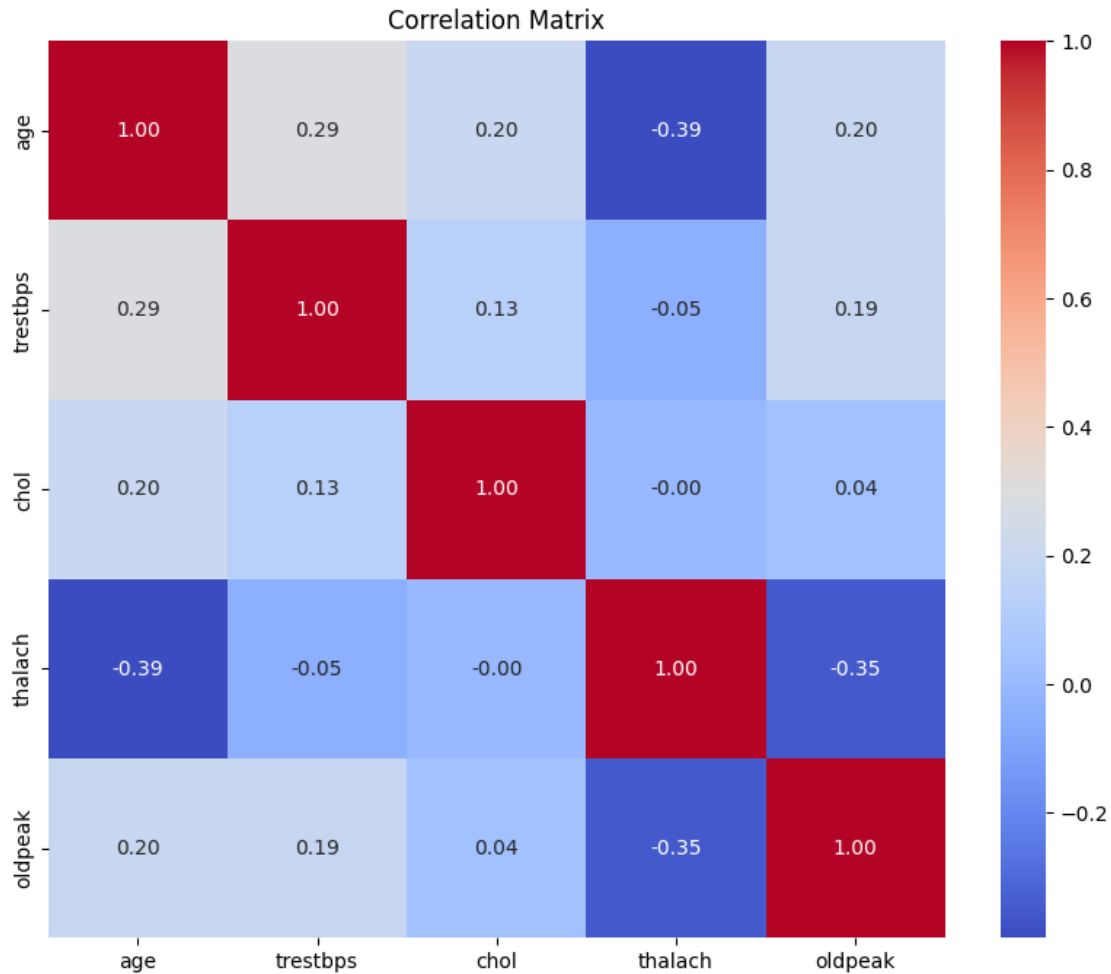 Correlation Matrix
age 1.00 0.29 0.20 -0.39 0.20
trestbps 0.29 1.00 0.13 -0.05 0.19
chol 0.20 0.13 1.00 -0.00 0.04
thalach -0.39 -0.05 -0.00 1.00 -0.35
oldpeak 0.20 0.19 0.04 -0.35 1.00
age trestbps chol thalach oldpeak
1.0
0.8
0.6
0.4
0.2
0.0
−0.2